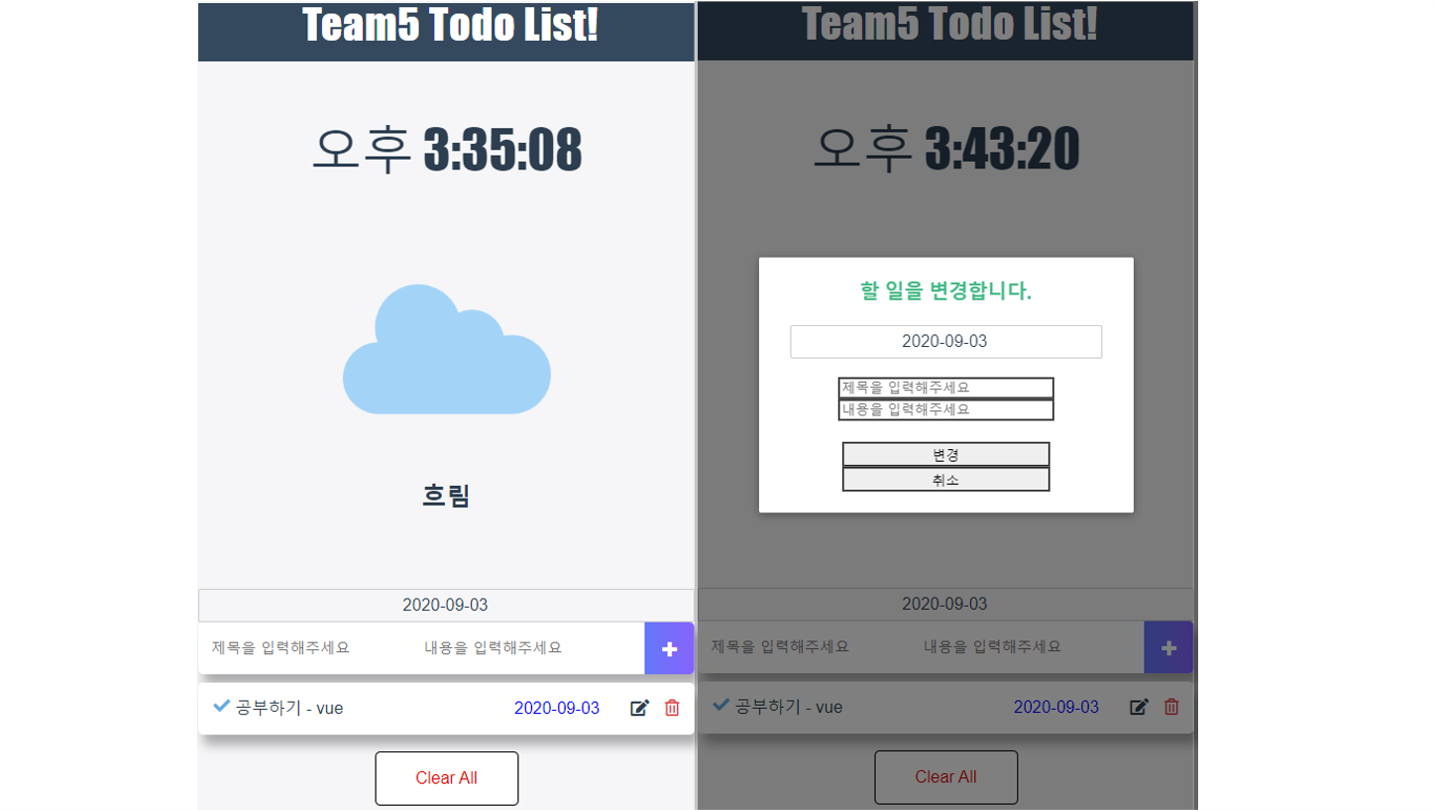 Team5 Todo List!
오후 3:35:08
흐림
2020-09-03
제목을 입력해주세요 내용을 입력해주세요 +
공부하기 - vue 2020-09-03
Clear All
Team5 Todo List!
오후 3:43:20
할 일을 변경합니다.
2020-09-03
제목을 입력해주세요
내용을 입력해주세요
변경
취소
2020-09-03
제목을 입력해주세요 내용을 입력해주세요 +
공부하기 - vue 2020-09-03
Clear All